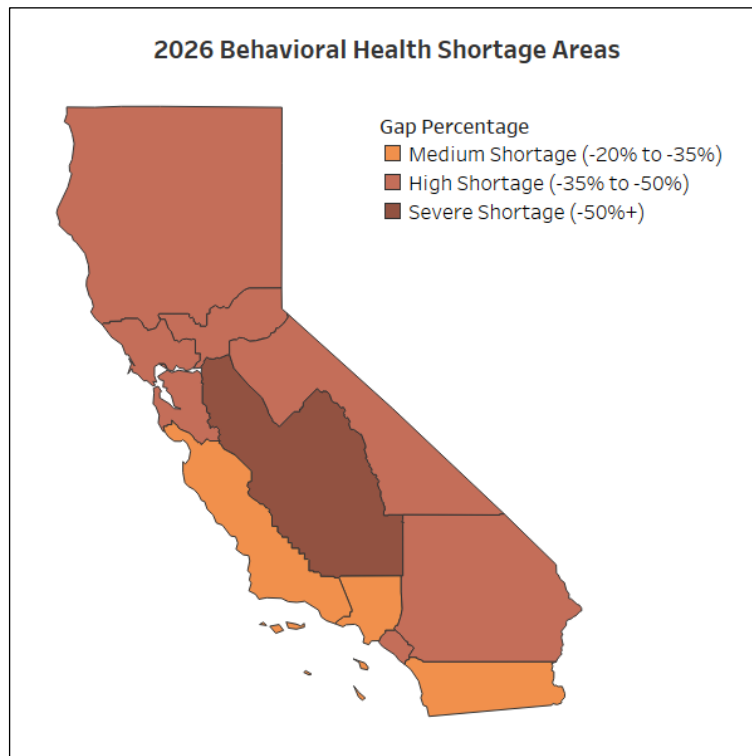 2026 Behavioral Health Shortage Areas
Gap Percentage
Medium Shortage (-20% to -35%)
High Shortage (-35% to -50%)
Severe Shortage (-50%+)